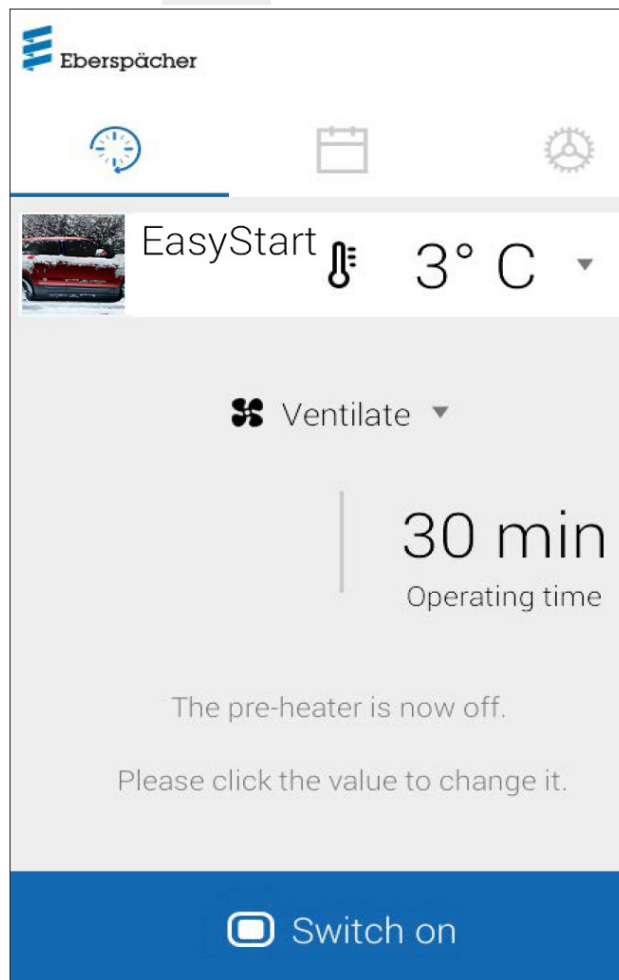 Eberspächer
EasyStart
3° C
Ventilate
30 min
Operating time
The pre-heater is now off.
Please click the value to change it.
Switch on